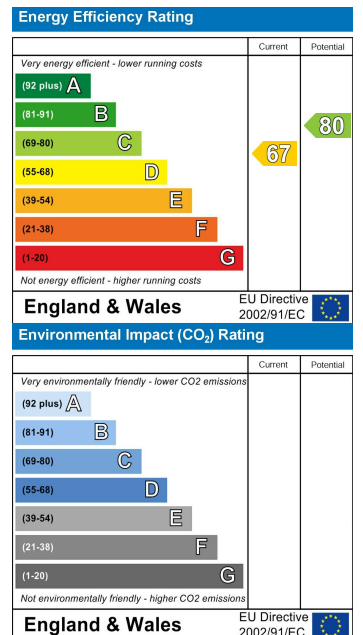 Energy Efficiency Rating
Current Potential
Very energy efficient - lower running costs
(92 plus) A
(81-91) B
(69-80) C
(55-68) D
(39-54) E
(21-38) F
(1-20) G
67
80
Not energy efficient - higher running costs
England & Wales
EU Directive
2002/91/EC
Environmental Impact (CO₂) Rating
Current Potential
Very environmentally friendly - lower CO2 emissions
(92 plus) A
(81-91) B
(69-80) C
(55-68) D
(39-54) E
(21-38) F
(1-20) G
Not environmentally friendly - higher CO2 emissions
England & Wales
EU Directive
2002/91/EC